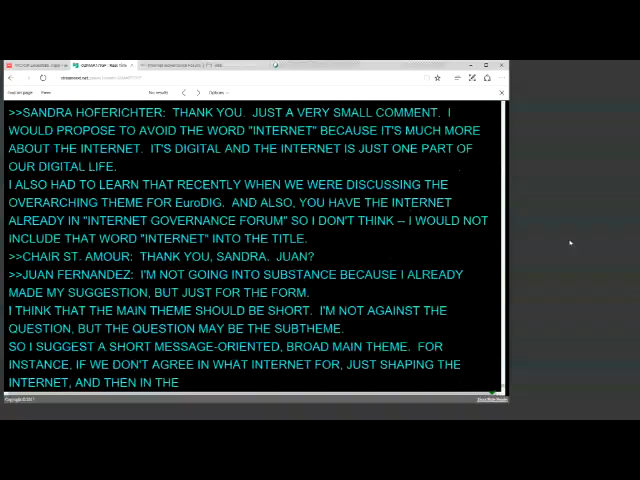 Find on page
No results
Options
>>SANDRA HOFERICHTER:  THANK YOU.  JUST A VERY SMALL COMMENT.  I
WOULD PROPOSE TO AVOID THE WORD "INTERNET" BECAUSE IT'S MUCH MORE
ABOUT THE INTERNET.  IT'S DIGITAL AND THE INTERNET IS JUST ONE PART OF
OUR DIGITAL LIFE.
I ALSO HAD TO LEARN THAT RECENTLY WHEN WE WERE DISCUSSING THE
OVERARCHING THEME FOR EuroDIG.  AND ALSO, YOU HAVE THE INTERNET
ALREADY IN "INTERNET GOVERNANCE FORUM" SO I DON'T THINK -- I WOULD NOT
INCLUDE THAT WORD "INTERNET" INTO THE TITLE.
>>CHAIR ST. AMOUR:  THANK YOU, SANDRA.  JUAN?
>>JUAN FERNANDEZ:  I'M NOT GOING INTO SUBSTANCE BECAUSE I ALREADY
MADE MY SUGGESTION, BUT JUST FOR THE FORM.
I THINK THAT THE MAIN THEME SHOULD BE SHORT.  I'M NOT AGAINST THE
QUESTION, BUT THE QUESTION MAY BE THE SUBTHEME.
SO I SUGGEST A SHORT MESSAGE-ORIENTED, BROAD MAIN THEME.  FOR
INSTANCE, IF WE DON'T AGREE IN WHAT INTERNET FOR, JUST SHAPING THE
INTERNET, AND THEN IN THE